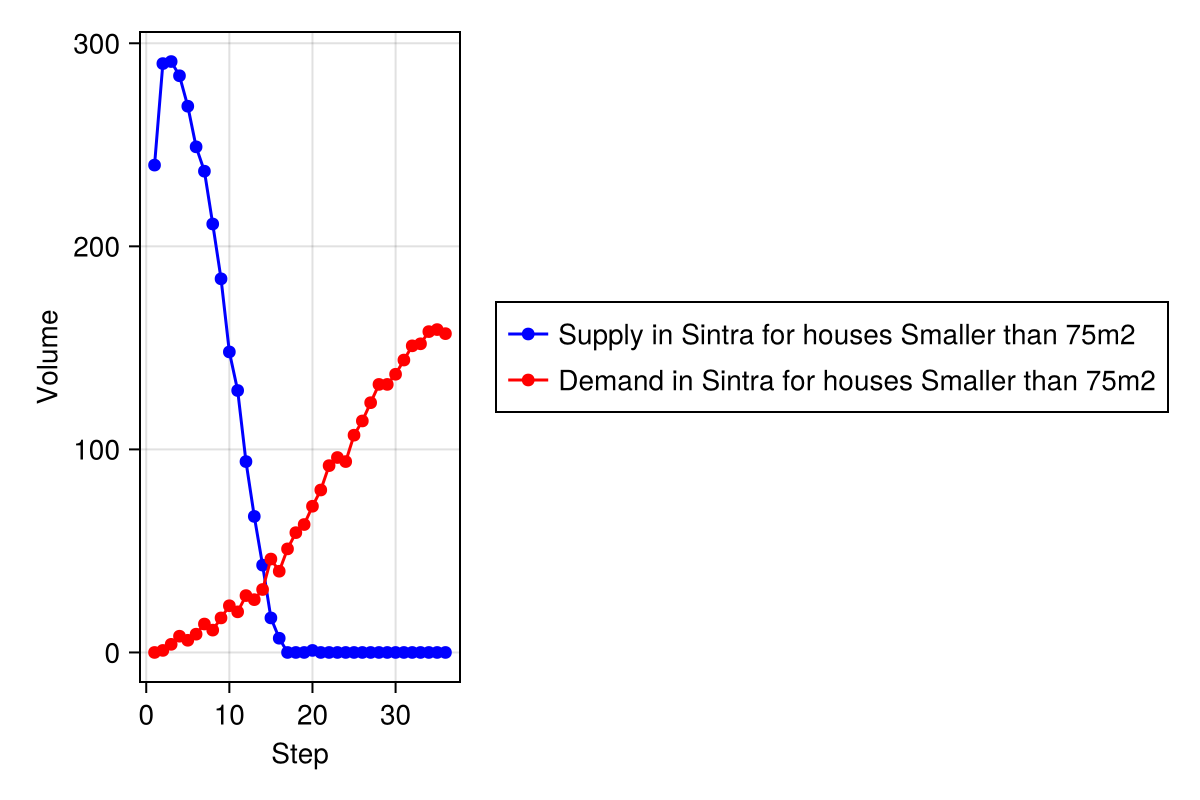 300
200
100
0
Volume
0 10 20 30
Step
Supply in Sintra for houses Smaller than 75m2
Demand in Sintra for houses Smaller than 75m2